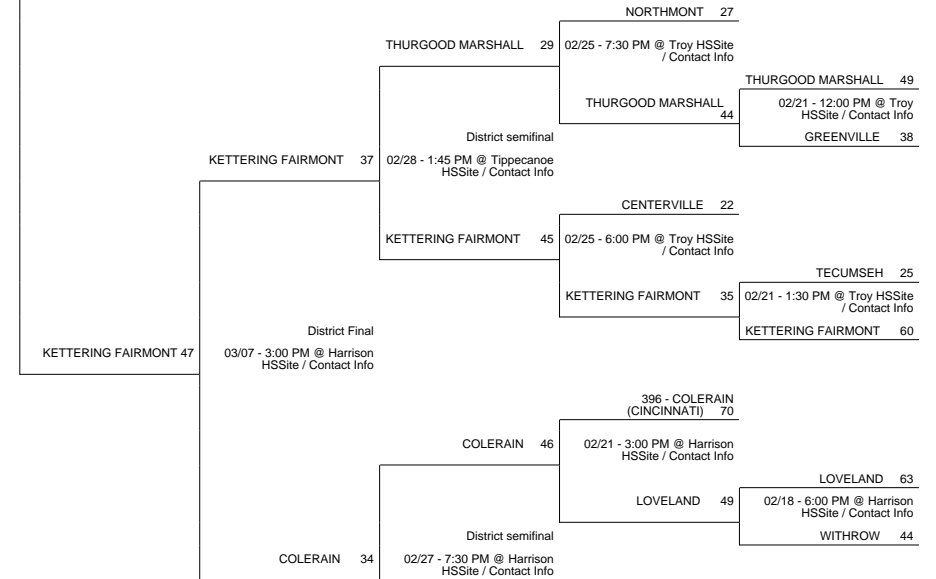 NORTHMONT 27
THURGOOD MARSHALL 29
02/25 - 7:30 PM @ Troy HSSite
/ Contact Info
THURGOOD MARSHALL 49
THURGOOD MARSHALL
44
02/21 - 12:00 PM @ Troy
HSSite / Contact Info
GREENVILLE 38
District semifinal
KETTERING FAIRMONT 37
02/28 - 1:45 PM @ Tippecanoe
HSSite / Contact Info
CENTERVILLE 22
KETTERING FAIRMONT 45
02/25 - 6:00 PM @ Troy HSSite
/ Contact Info
TECUMSEH 25
KETTERING FAIRMONT 35
02/21 - 1:30 PM @ Troy HSSite
/ Contact Info
KETTERING FAIRMONT 60
District Final
KETTERING FAIRMONT 47
03/07 - 3:00 PM @ Harrison
HSSite / Contact Info
396 - COLERAIN
(CINCINNATI) 70
COLERAIN 46
02/21 - 3:00 PM @ Harrison
HSSite / Contact Info
LOVELAND 63
LOVELAND 49
02/18 - 6:00 PM @ Harrison
HSSite / Contact Info
WITHROW 44
District semifinal
COLERAIN 34
02/27 - 7:30 PM @ Harrison
HSSite / Contact Info